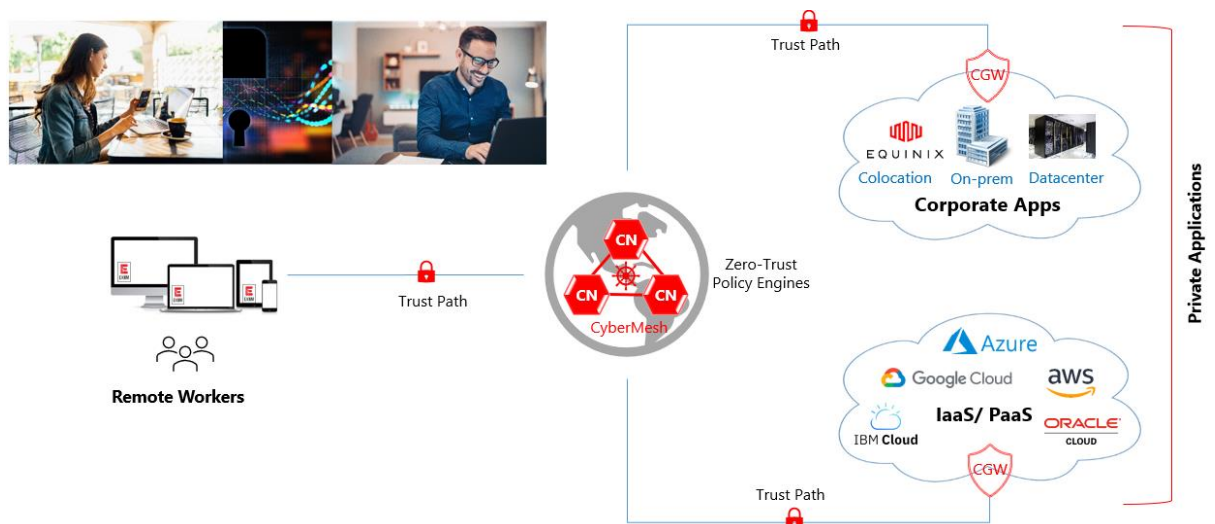 Trust Path
CGW
EQUINIX
Colocation
On-prem
Datacenter
Corporate Apps
Private Applications
CN
CN
CN
CyberMesh
Zero-Trust
Policy Engines
Trust Path
Remote Workers
Azure
Google Cloud
aws
IaaS/ PaaS
IBM Cloud
ORACLE
CLOUD
CGW
Trust Path